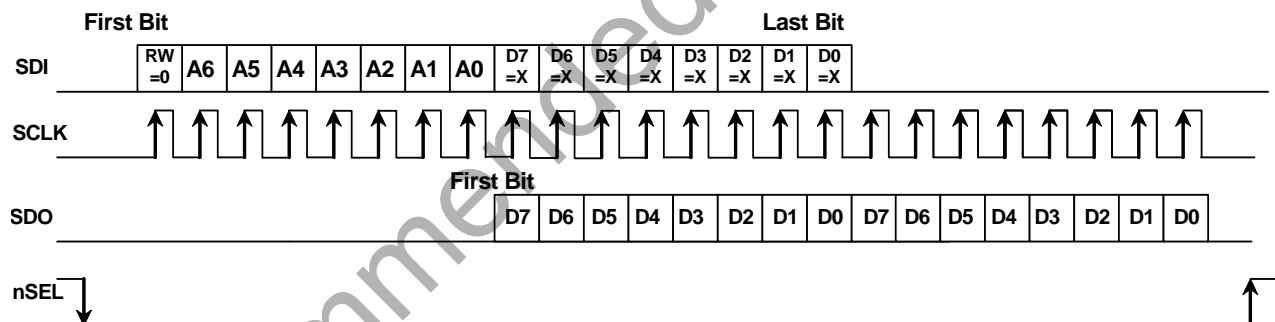 First Bit Last Bit
SDI RW =0 A6 A5 A4 A3 A2 A1 A0 D7 =X D6 =X D5 =X D4 =X D3 =X D2 =X D1 =X D0 =X
SCLK
First Bit
SDO D7 D6 D5 D4 D3 D2 D1 D0 D7 D6 D5 D4 D3 D2 D1 D0
nSEL
mmended